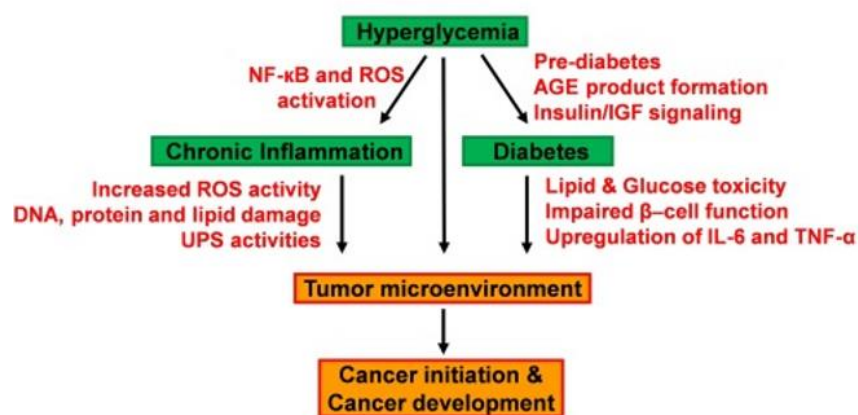 Hyperglycemia
NF-κB and ROS
activation
Pre-diabetes
AGE product formation
Insulin/IGF signaling
Chronic Inflammation
Diabetes
Increased ROS activity
DNA, protein and lipid damage
UPS activities
Lipid & Glucose toxicity
Impaired β–cell function
Upregulation of IL-6 and TNF-α
Tumor microenvironment
Cancer initiation &
Cancer development